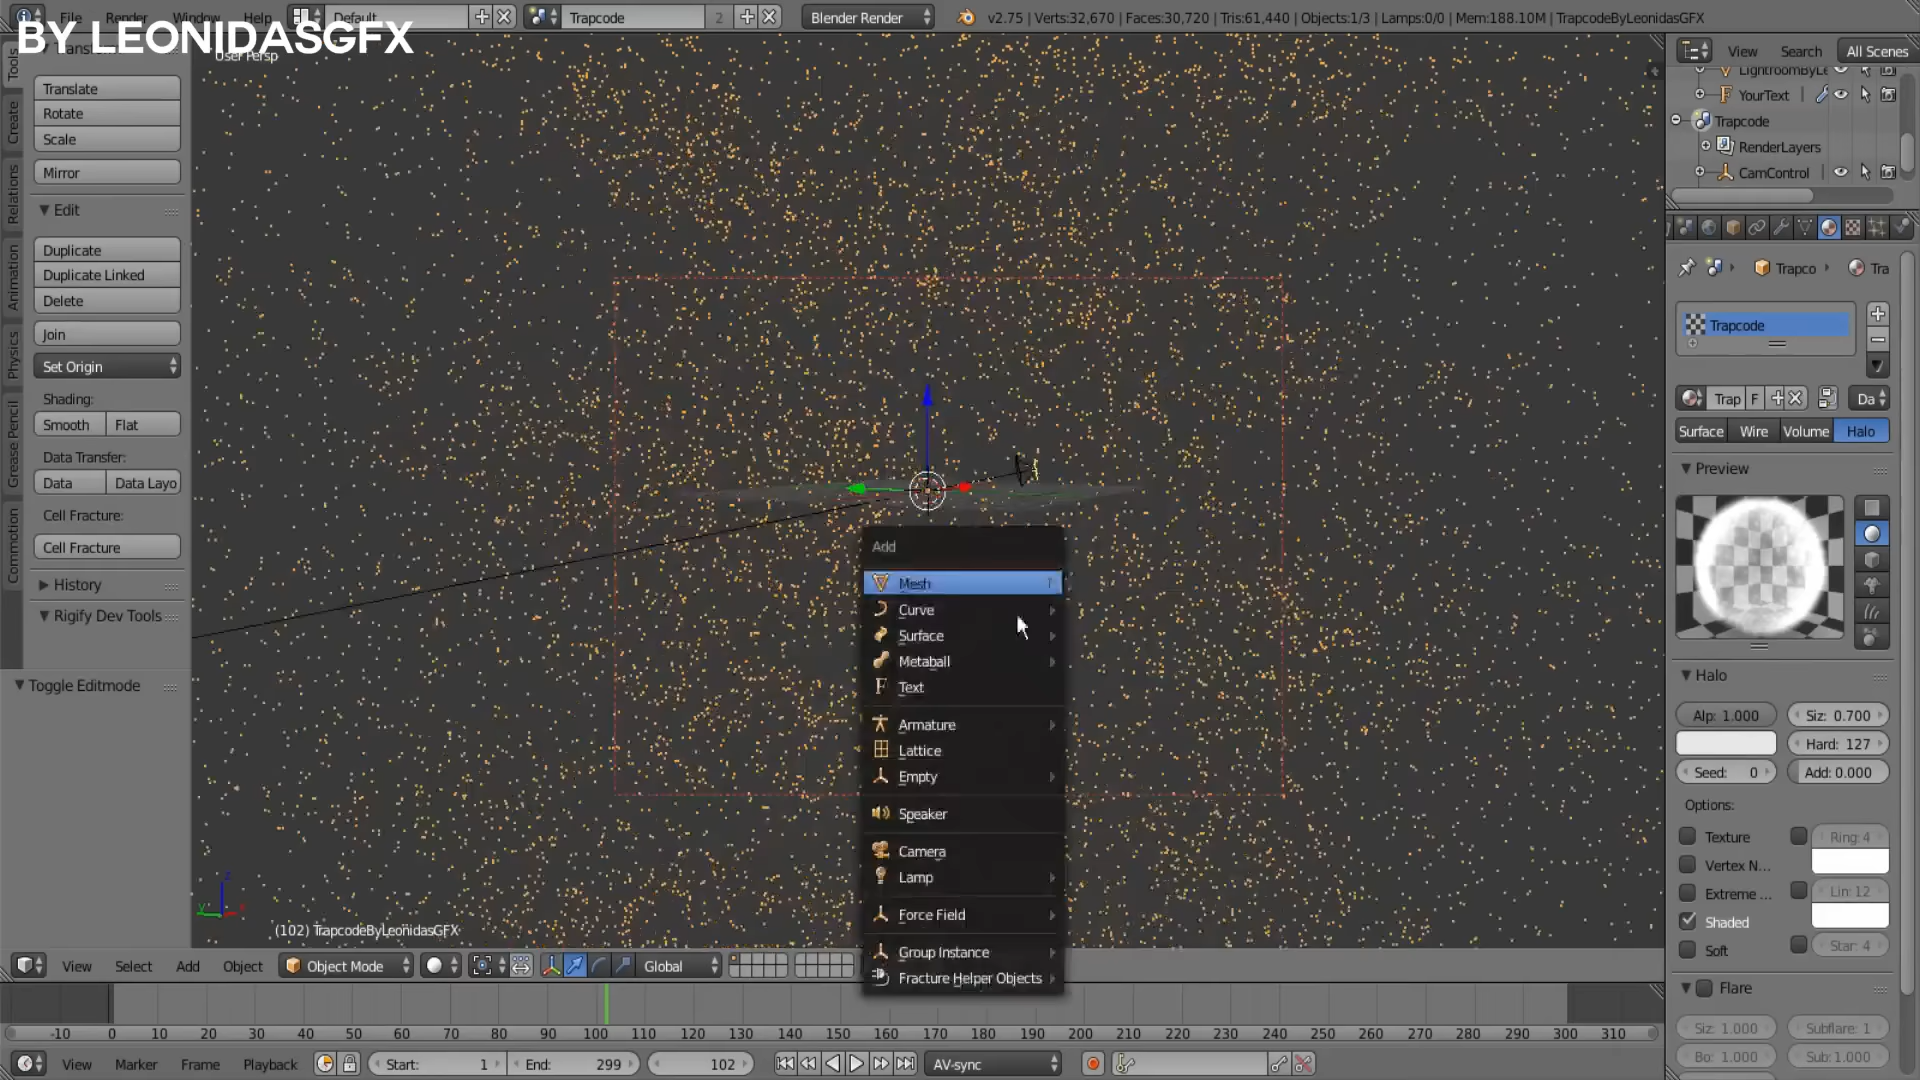 File Render Window Help Default Trapcode 2 Blender Render v2.75 | Verts:32,670 | Faces:30,720 | Tris:61,440 | Objects:1/3 | Lamps:0/0 | Mem:188.10M | TrapcodeByLeonidasGFX
BY LEONIDASGFX
User Persp
View Search All Scenes
YourText
Trapcode
RenderLayers
CamControl
Tools
Create
Relations
Animation
Physics
Grease Pencil
Commotion
Translate
Rotate
Scale
Mirror
Edit
Duplicate
Duplicate Linked
Delete
Join
Set Origin
Shading:
Smooth Flat
Data Transfer:
Data Data Layo
Cell Fracture:
Cell Fracture
History
Rigify Dev Tools
Toggle Editmode
Add
Mesh
Curve
Surface
Metaball
Text
Armature
Lattice
Empty
Speaker
Camera
Lamp
Force Field
Group Instance
Fracture Helper Objects
Trapco Tra
Trapcode
Trap F Da
Surface Wire Volume Halo
Preview
Halo
Alp: 1.000 Siz: 0.700
Hard: 127
Seed: 0 Add: 0.000
Options:
Texture Ring: 4
Vertex N...
Extreme ... Lin: 12
Shaded
Soft Star: 4
Flare
Siz: 1.000 Subflare: 1
Bo: 1.000 Sub: 1.000
z
y x
(102) TrapcodeByLeonidasGFX
View Select Add Object Object Mode Global
-10 0 10 20 30 40 50 60 70 80 90 100 110 120 130 140 150 160 170 180 190 200 210 220 230 240 250 260 270 280 290 300 310
View Marker Frame Playback Start: 1 End: 299 102 AV-sync